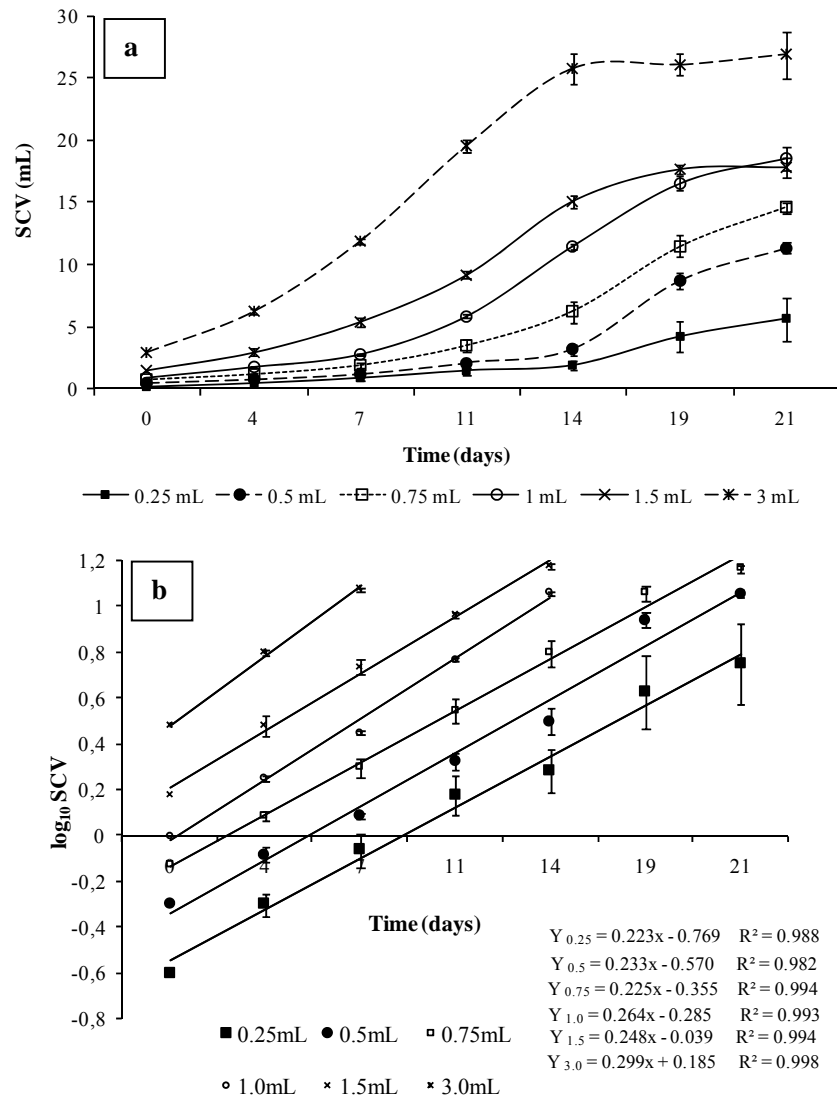 a
30
25
20
15
10
5
0
SCV (mL)
0 4 7 11 14 19 21
Time (days)
0.25 mL 0.5 mL 0.75 mL 1 mL 1.5 mL 3 mL
b
1,2
1
0,8
0,6
0,4
0,2
0
-0,2
-0,4
-0,6
-0,8
log10 SCV
0 4 7 11 14 19 21
Time (days)
Y 0.25 = 0.223x - 0.769 R² = 0.988
Y 0.5 = 0.233x - 0.570 R² = 0.982
Y 0.75 = 0.225x - 0.355 R² = 0.994
Y 1.0 = 0.264x - 0.285 R² = 0.993
Y 1.5 = 0.248x - 0.039 R² = 0.994
Y 3.0 = 0.299x + 0.185 R² = 0.998
0.25mL 0.5mL 0.75mL
1.0mL 1.5mL 3.0mL